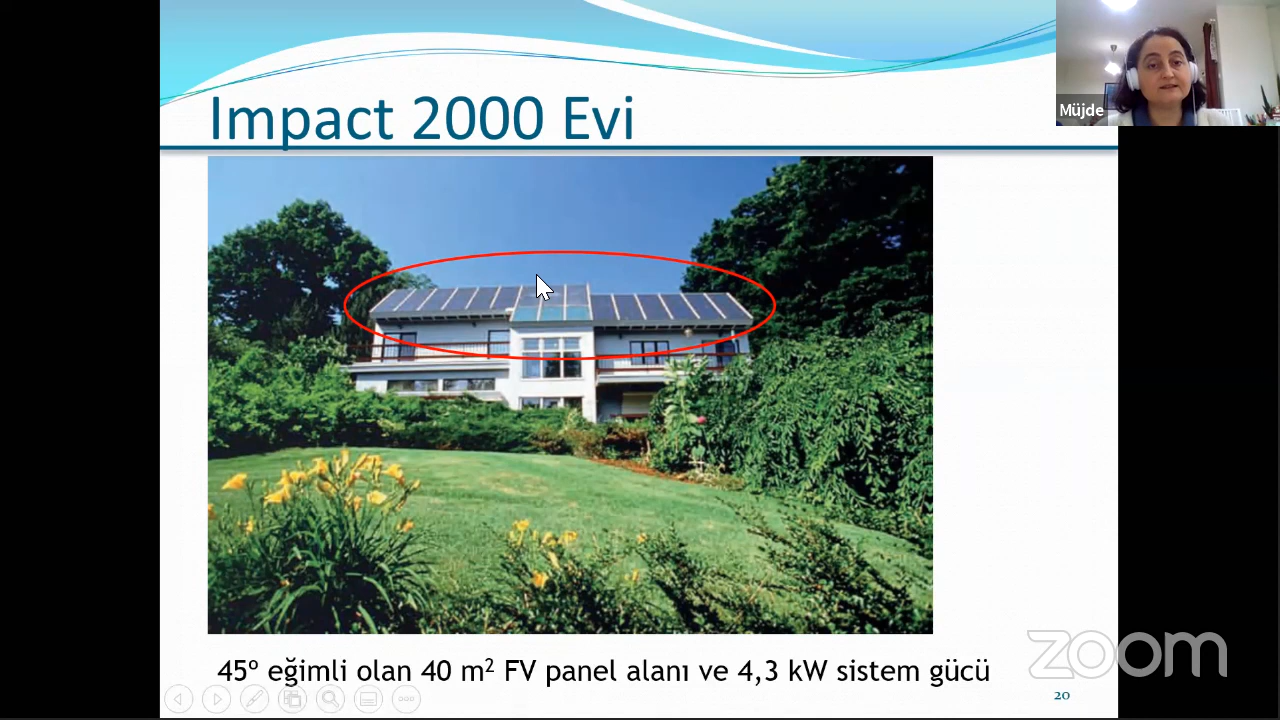 Impact 2000 Evi
Müjde
45º eğimli olan 40 m² FV panel alanı ve 4,3 kW sistem gücü
20
zoom